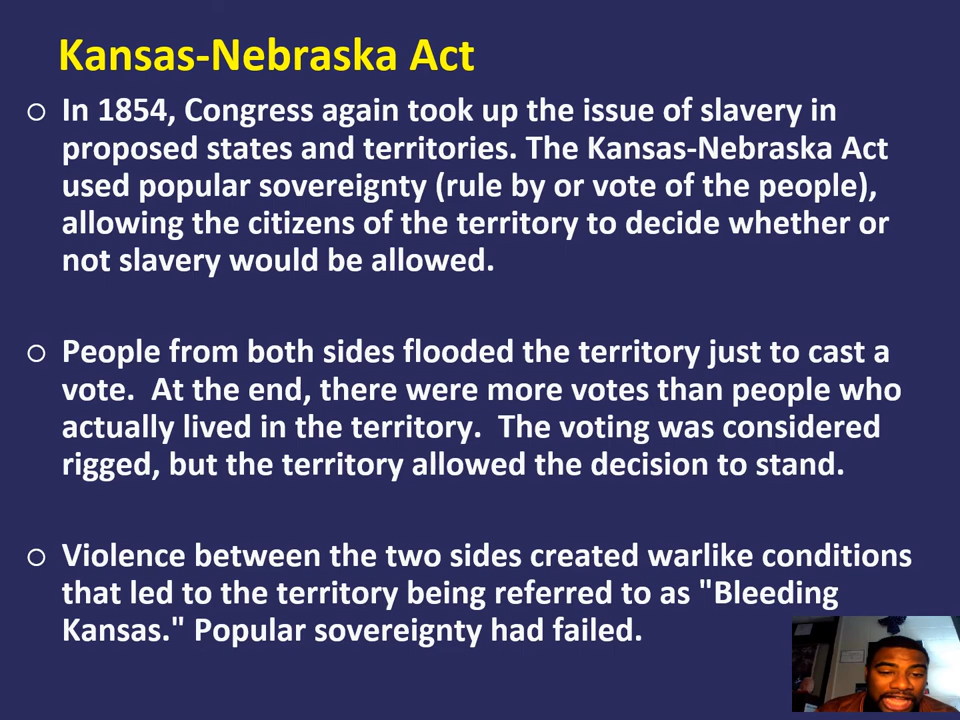 Kansas-Nebraska Act
○ In 1854, Congress again took up the issue of slavery in
proposed states and territories. The Kansas-Nebraska Act
used popular sovereignty (rule by or vote of the people),
allowing the citizens of the territory to decide whether or
not slavery would be allowed.
○ People from both sides flooded the territory just to cast a
vote.  At the end, there were more votes than people who
actually lived in the territory.  The voting was considered
rigged, but the territory allowed the decision to stand.
○ Violence between the two sides created warlike conditions
that led to the territory being referred to as "Bleeding
Kansas." Popular sovereignty had failed.